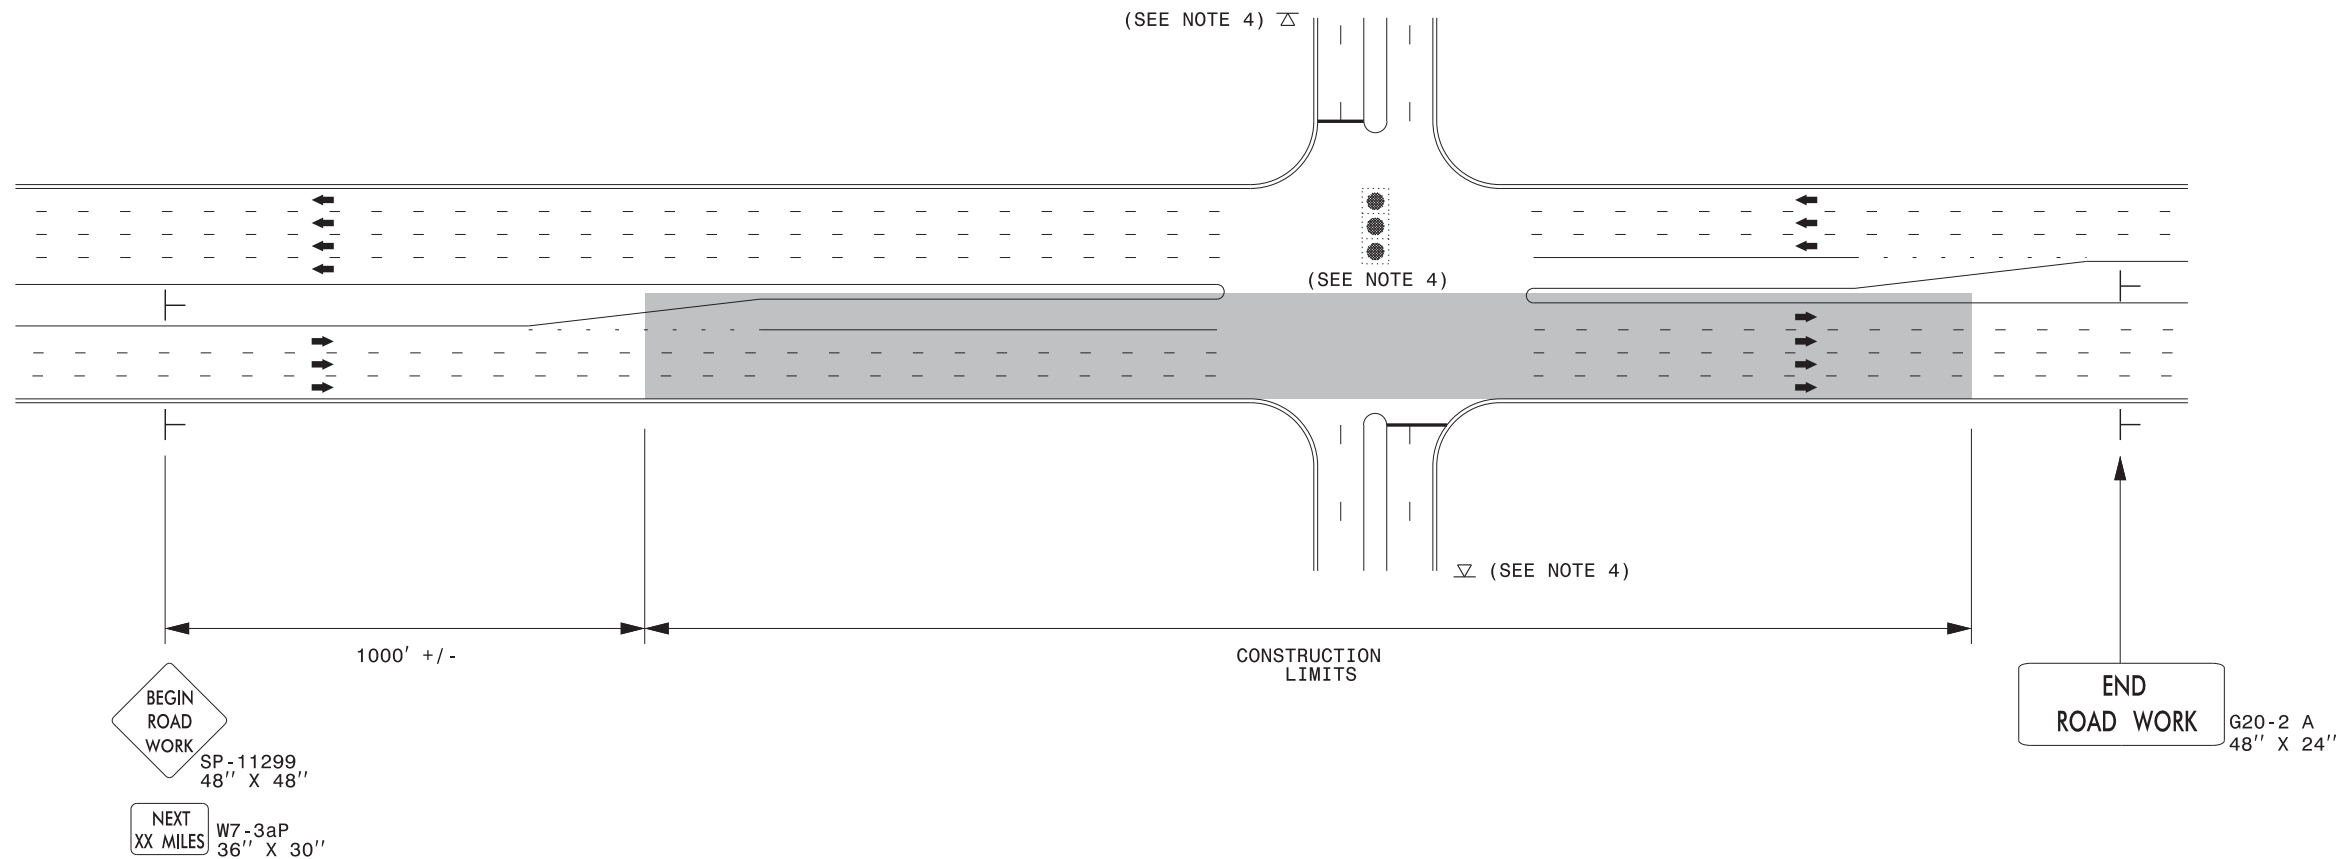 (SEE NOTE 4)
(SEE NOTE 4)
(SEE NOTE 4)
1000' +/-
CONSTRUCTION
LIMITS
BEGIN
ROAD
WORK
SP-11299
48'' X 48''
NEXT
XX MILES
W7-3aP
36'' X 30''
END
ROAD WORK
G20-2 A
48'' X 24''